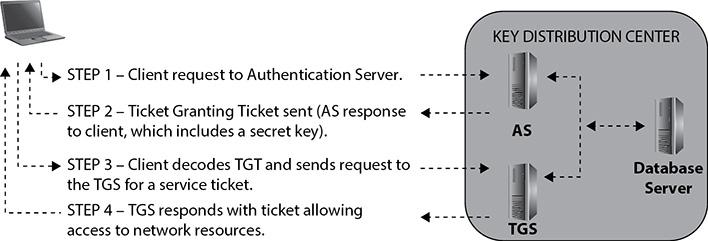 KEY DISTRIBUTION CENTER
STEP 1 – Client request to Authentication Server.
STEP 2 – Ticket Granting Ticket sent (AS response
to client, which includes a secret key).
AS
STEP 3 – Client decodes TGT and sends request to
the TGS for a service ticket.
Database
Server
STEP 4 – TGS responds with ticket allowing
access to network resources.
TGS